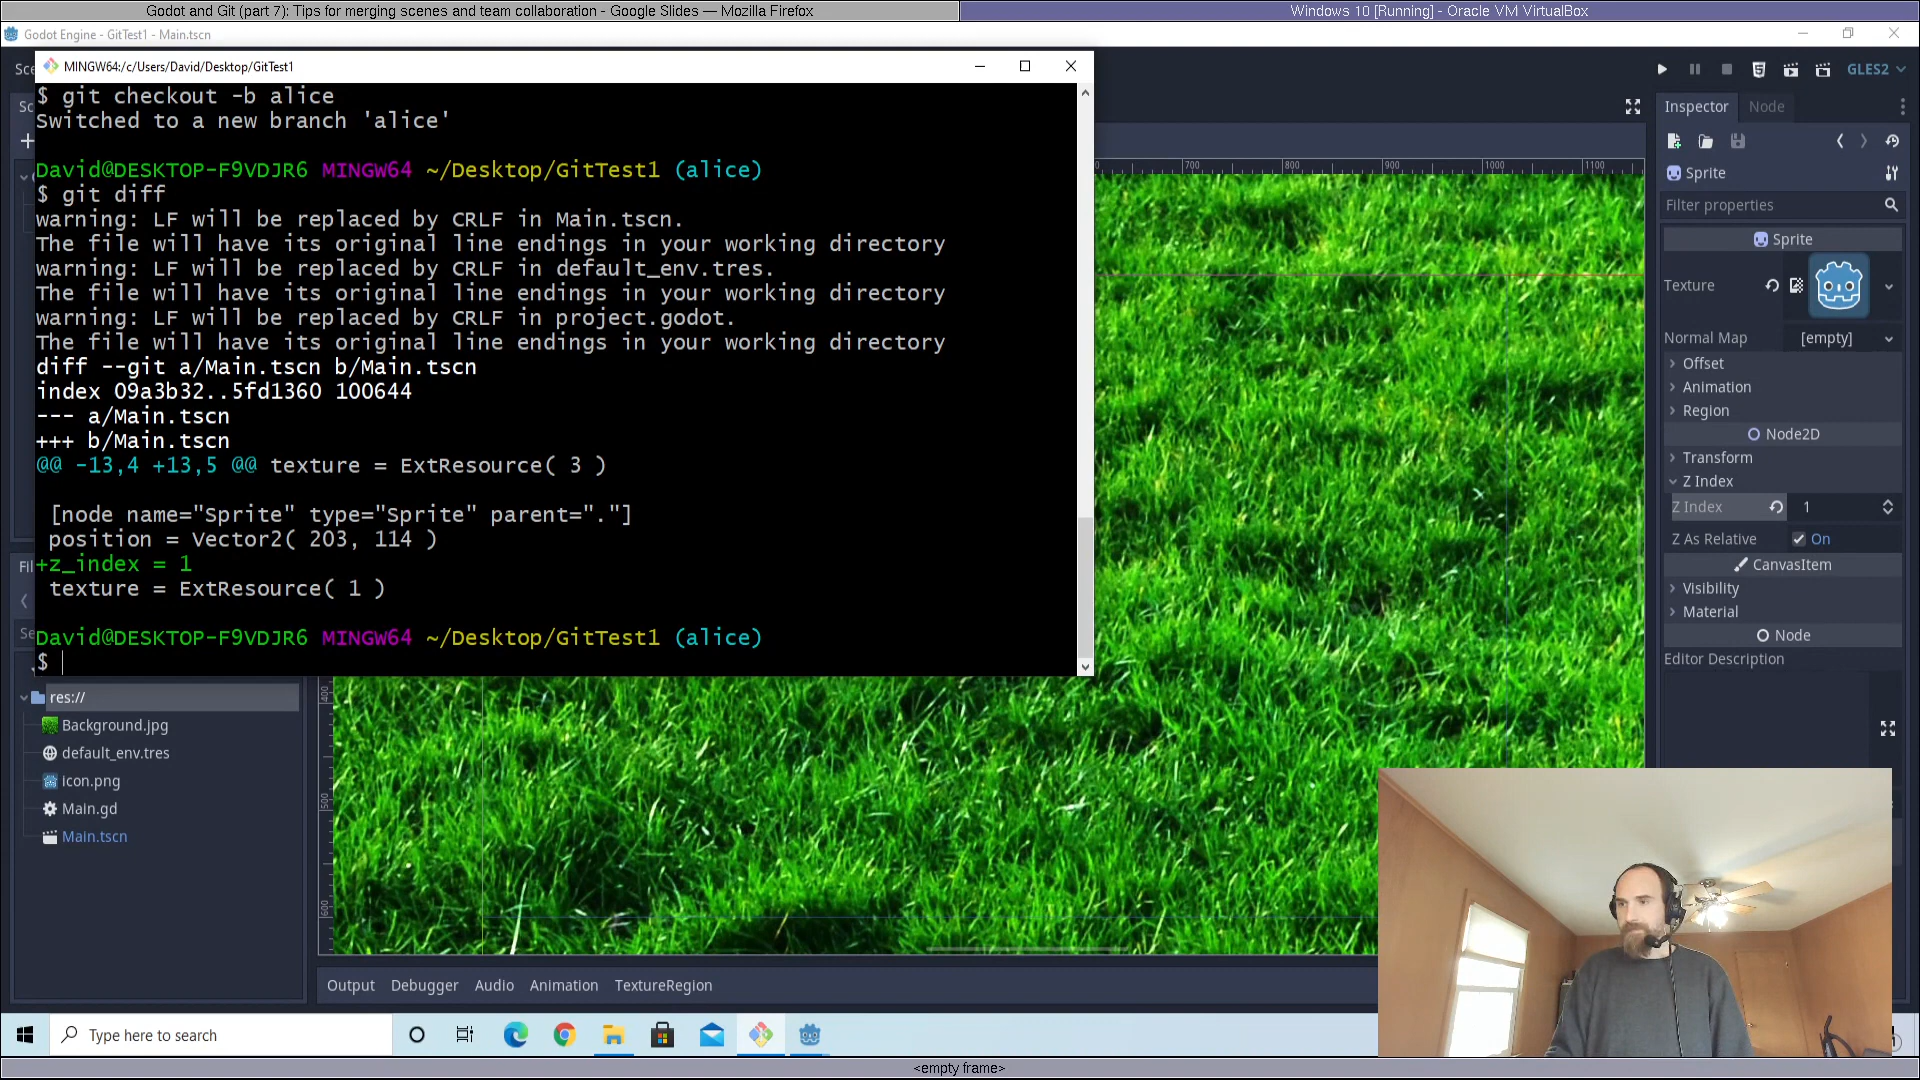 Godot and Git (part 7): Tips for merging scenes and team collaboration - Google Slides — Mozilla Firefox
Windows 10 [Running] - Oracle VM VirtualBox
Godot Engine - GitTest1 - Main.tscn
MINGW64:/c/Users/David/Desktop/GitTest1
$ git checkout -b alice
Switched to a new branch 'alice'
David@DESKTOP-F9VDJR6 MINGW64 ~/Desktop/GitTest1 (alice)
$ git diff
warning: LF will be replaced by CRLF in Main.tscn.
The file will have its original line endings in your working directory
warning: LF will be replaced by CRLF in default_env.tres.
The file will have its original line endings in your working directory
warning: LF will be replaced by CRLF in project.godot.
The file will have its original line endings in your working directory
diff --git a/Main.tscn b/Main.tscn
index 09a3b32..5fd1360 100644
--- a/Main.tscn
+++ b/Main.tscn
@@ -13,4 +13,5 @@ texture = ExtResource( 3 )
[node name="Sprite" type="Sprite" parent="."]
position = Vector2( 203, 114 )
+z_index = 1
texture = ExtResource( 1 )
David@DESKTOP-F9VDJR6 MINGW64 ~/Desktop/GitTest1 (alice)
$
res://
Background.jpg
default_env.tres
icon.png
Main.gd
Main.tscn
700 800 900 1000 1100
400
500
600
Output Debugger Audio Animation TextureRegion
GLES2
Inspector Node
Sprite
Filter properties
Sprite
Texture
Normal Map [empty]
Offset
Animation
Region
Node2D
Transform
Z Index
Z Index 1
Z As Relative On
CanvasItem
Visibility
Material
Node
Editor Description
Type here to search
<empty frame>